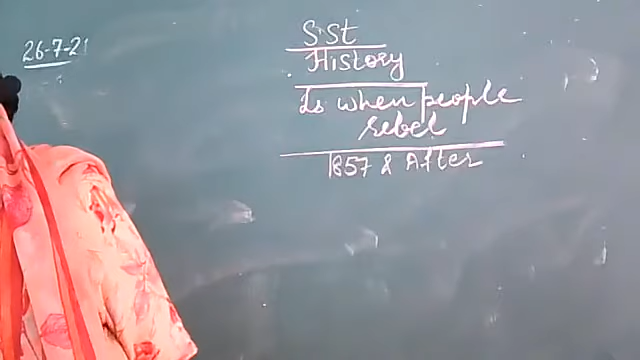 26-7-21
S.St
History
Ls when people
rebel
1857 & After